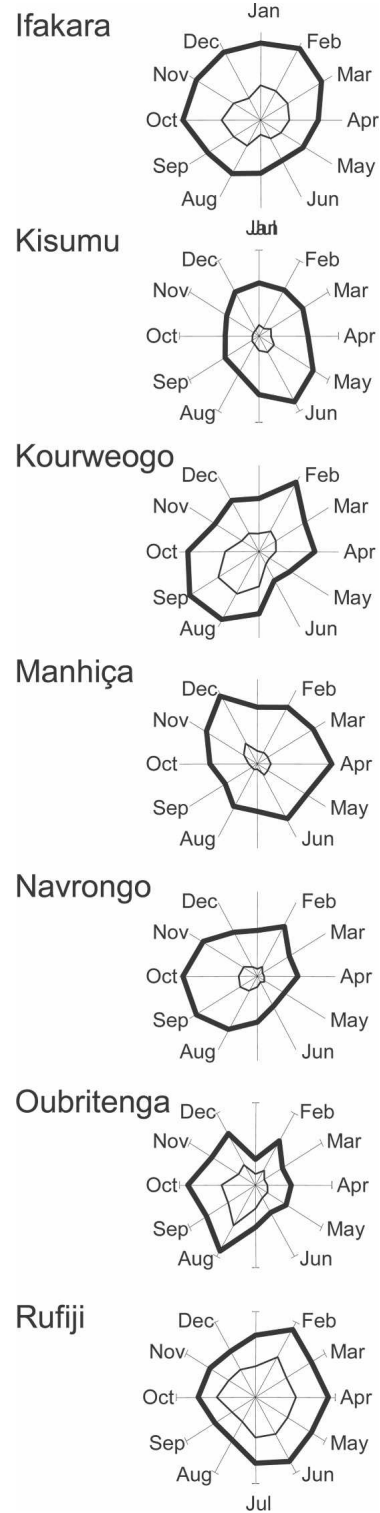 Ifakara
Jan
Dec Feb
Nov Mar
Oct Apr
Sep May
Aug Jun
Kisumu
Dec Feb
Nov Mar
Oct Apr
Sep May
Aug Jun
Kourweogo
Dec Feb
Nov Mar
Oct Apr
Sep May
Aug Jun
Manhiça
Dec Feb
Nov Mar
Oct Apr
Sep May
Aug Jun
Navrongo
Dec Feb
Nov Mar
Oct Apr
Sep May
Aug Jun
Oubritenga
Dec Feb
Nov Mar
Oct Apr
Sep May
Aug Jun
Rufiji
Dec Feb
Nov Mar
Oct Apr
Sep May
Aug Jun
Jul